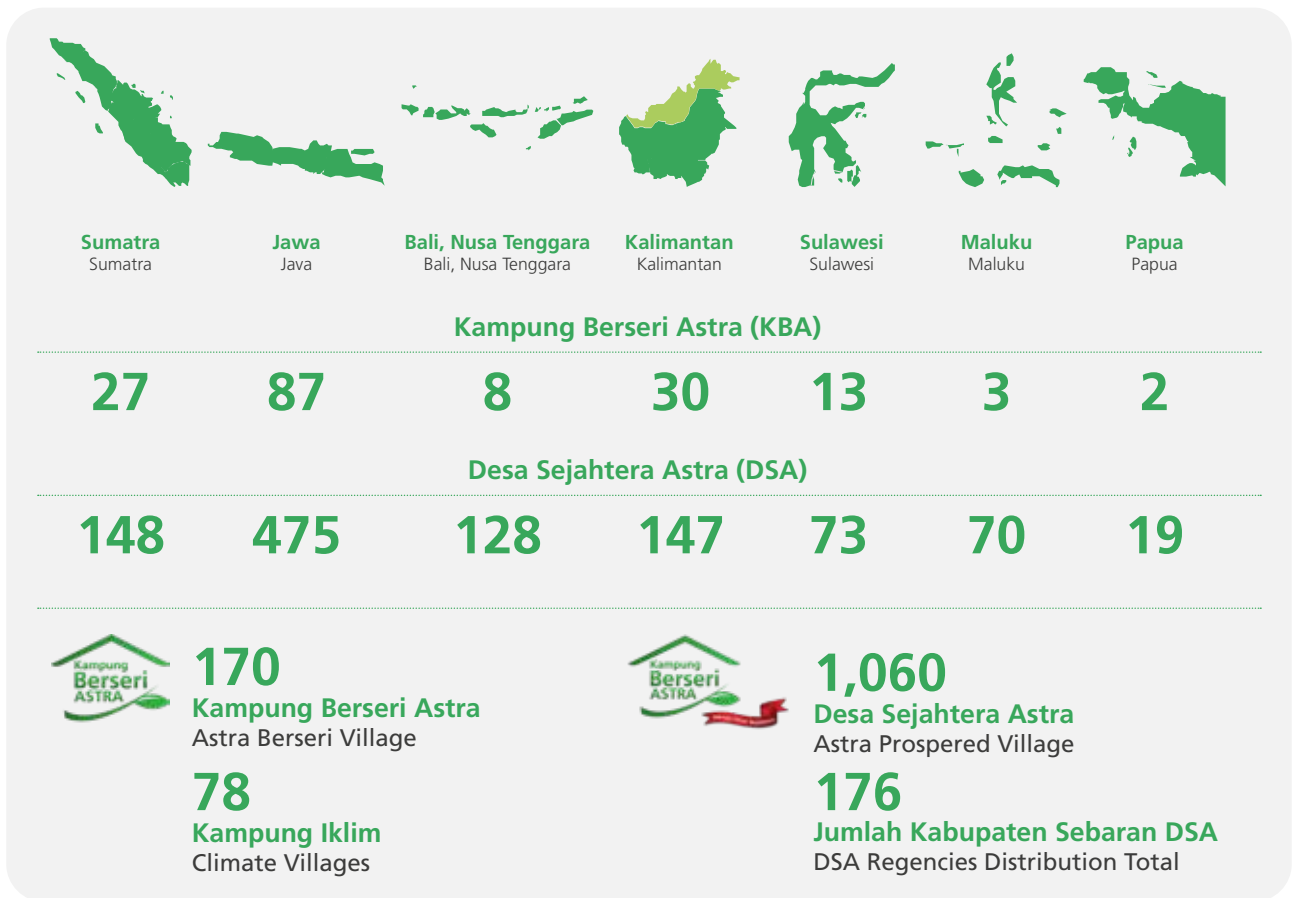 Sumatra
Sumatra
Jawa
Java
Bali, Nusa Tenggara
Bali, Nusa Tenggara
Kalimantan
Kalimantan
Sulawesi
Sulawesi
Maluku
Maluku
Papua
Papua
Kampung Berseri Astra (KBA)
27 87 8 30 13 3 2
Desa Sejahtera Astra (DSA)
148 475 128 147 73 70 19
Kampung
Berseri
ASTRA
170
Kampung Berseri Astra
Astra Berseri Village
78
Kampung Iklim
Climate Villages
Kampung
Berseri
ASTRA
1,060
Desa Sejahtera Astra
Astra Prospered Village
176
Jumlah Kabupaten Sebaran DSA
DSA Regencies Distribution Total